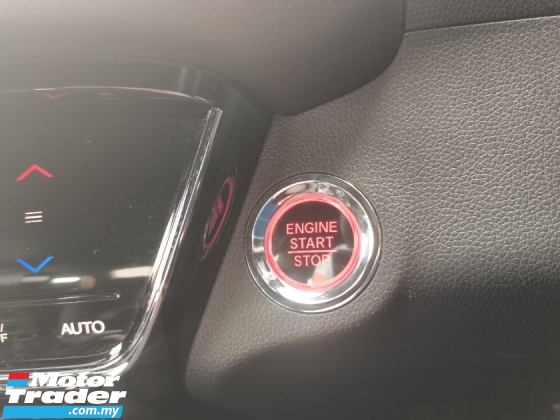 ENGINE
START
STOP
AUTO
Motor
Trader
.com.my